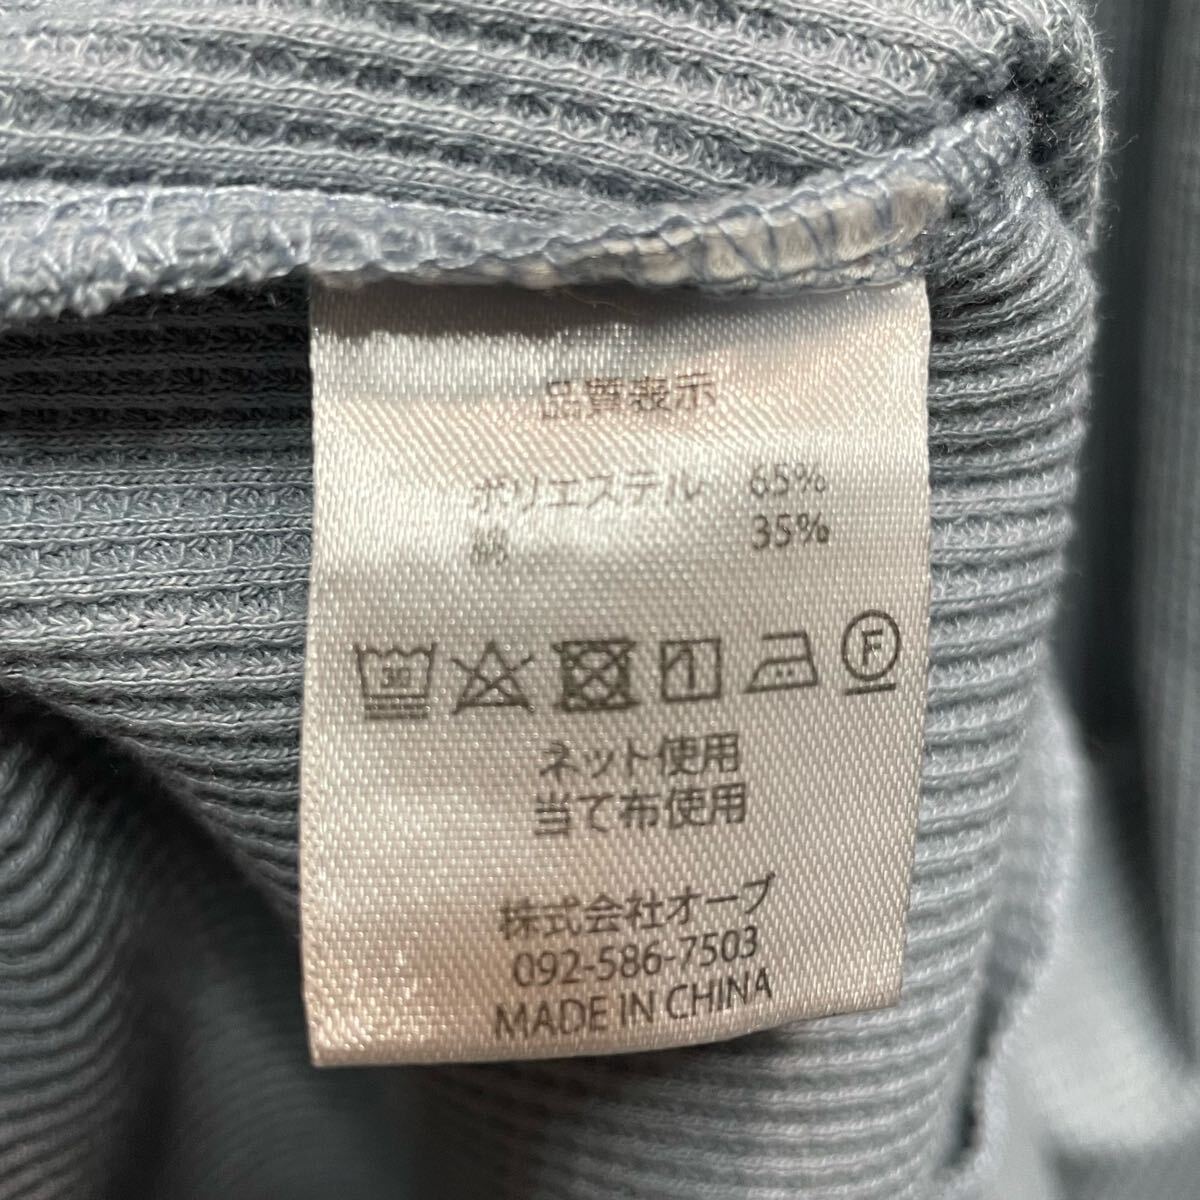 品質表示
ポリエステル 65%
綿 35%
30 F
ネット使用
当て布使用
株式会社オーブ
092-586-7503
MADE IN CHINA